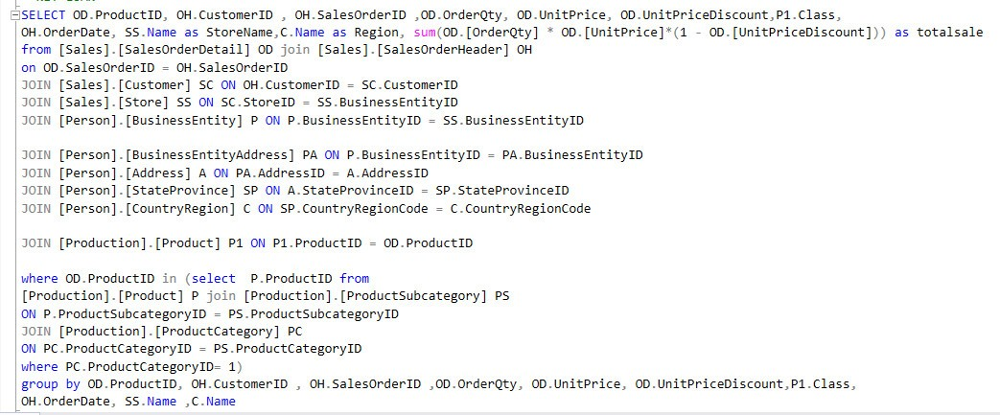 SELECT OD.ProductID, OH.CustomerID , OH.SalesOrderID ,OD.OrderQty, OD.UnitPrice, OD.UnitPriceDiscount,P1.Class,
OH.OrderDate, SS.Name as StoreName,C.Name as Region, sum(OD.[OrderQty] * OD.[UnitPrice]*(1 - OD.[UnitPriceDiscount])) as totalsale
from [Sales].[SalesOrderDetail] OD join [Sales].[SalesOrderHeader] OH
on OD.SalesOrderID = OH.SalesOrderID
JOIN [Sales].[Customer] SC ON OH.CustomerID = SC.CustomerID
JOIN [Sales].[Store] SS ON SC.StoreID = SS.BusinessEntityID
JOIN [Person].[BusinessEntity] P ON P.BusinessEntityID = SS.BusinessEntityID
JOIN [Person].[BusinessEntityAddress] PA ON P.BusinessEntityID = PA.BusinessEntityID
JOIN [Person].[Address] A ON PA.AddressID = A.AddressID
JOIN [Person].[StateProvince] SP ON A.StateProvinceID = SP.StateProvinceID
JOIN [Person].[CountryRegion] C ON SP.CountryRegionCode = C.CountryRegionCode
JOIN [Production].[Product] P1 ON P1.ProductID = OD.ProductID
where OD.ProductID in (select  P.ProductID from
[Production].[Product] P join [Production].[ProductSubcategory] PS
ON P.ProductSubcategoryID = PS.ProductSubcategoryID
JOIN [Production].[ProductCategory] PC
ON PC.ProductCategoryID = PS.ProductCategoryID
where PC.ProductCategoryID= 1)
group by OD.ProductID, OH.CustomerID , OH.SalesOrderID ,OD.OrderQty, OD.UnitPrice, OD.UnitPriceDiscount,P1.Class,
OH.OrderDate, SS.Name ,C.Name